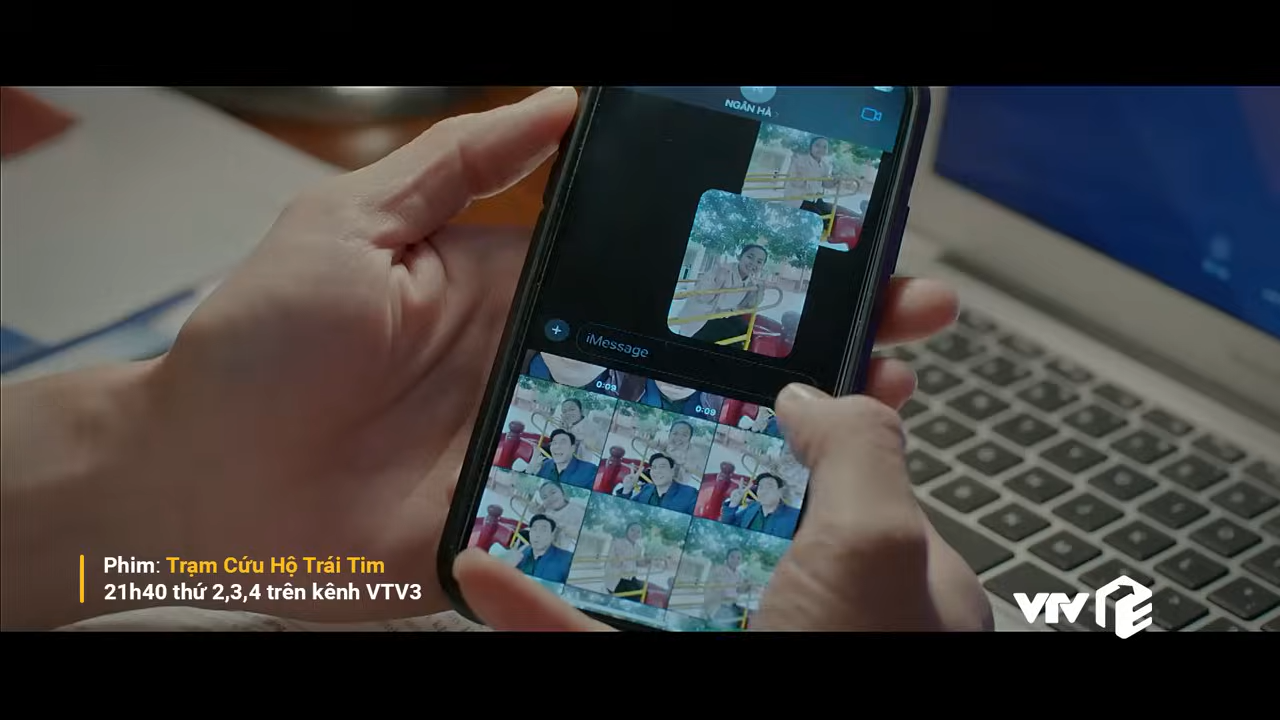 NGÂN HÀ
iMessage
0:09
0:09
Phim: Trạm Cứu Hộ Trái Tim
21h40 thứ 2,3,4 trên kênh VTV3
VTV